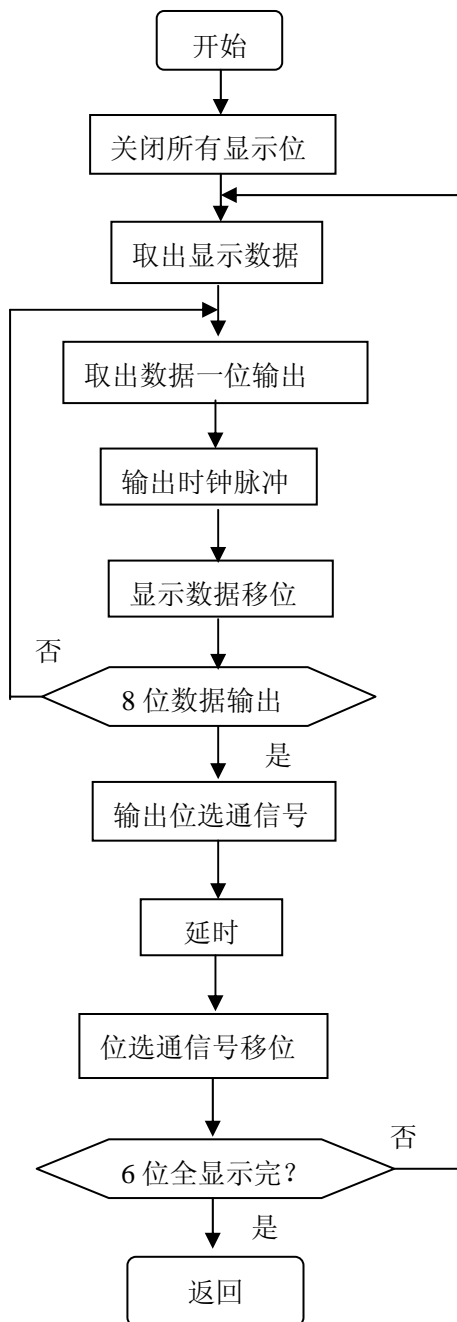 开始
关闭所有显示位
取出显示数据
取出数据一位输出
输出时钟脉冲
显示数据移位
否
8 位数据输出
是
输出位选通信号
延时
位选通信号移位
否
6 位全显示完?
是
返回